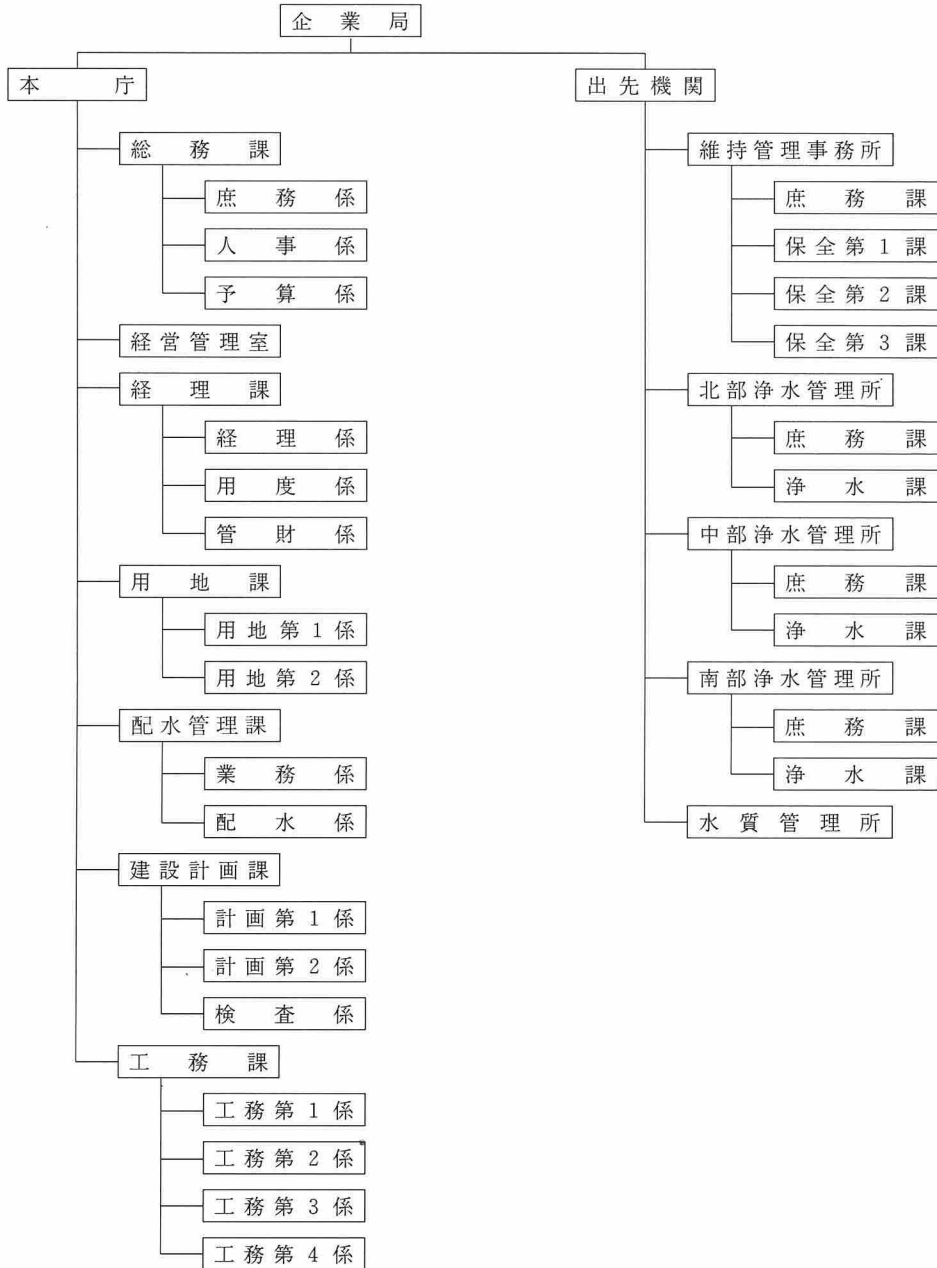 企業局
本庁
総務課
庶務係
人事係
予算係
経営管理室
経理課
経理係
用度係
管財係
用地課
用地第1係
用地第2係
配水管理課
業務係
配水係
建設計画課
計画第1係
計画第2係
検査係
工務課
工務第1係
工務第2係
工務第3係
工務第4係
出先機関
維持管理事務所
庶務課
保全第1課
保全第2課
保全第3課
北部浄水管理所
庶務課
浄水課
中部浄水管理所
庶務課
浄水課
南部浄水管理所
庶務課
浄水課
水質管理所